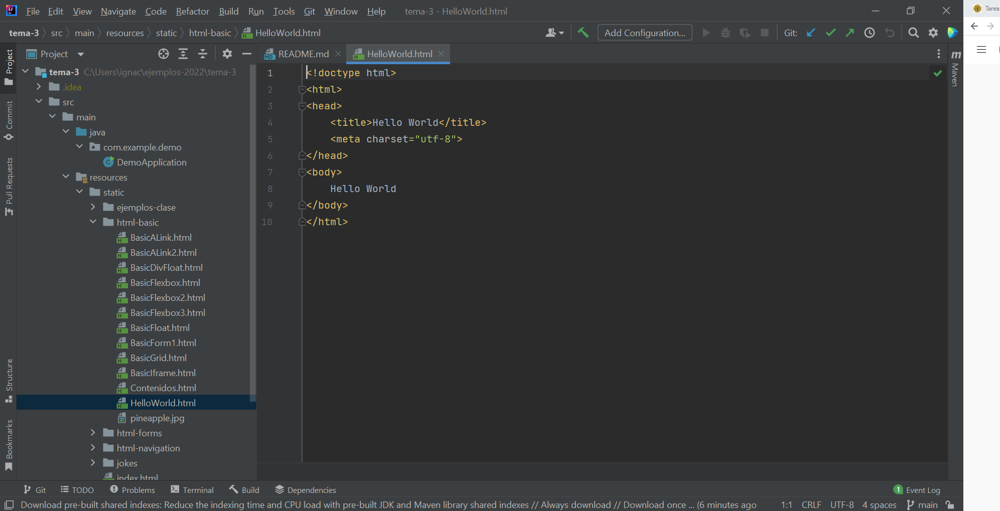 File Edit View Navigate Code Refactor Build Run Tools Git Window Help tema-3 - HelloWorld.html
tema-3 src main resources static html-basic HelloWorld.html Add Configuration... Git:
Tarea
Project
README.md HelloWorld.html
Project
Commit
Pull Requests
Structure
Bookmarks
tema-3 C:\Users\ignac\ejemplos-2022\tema-3
.idea
src
main
java
com.example.demo
DemoApplication
resources
static
ejemplos-clase
html-basic
BasicALink.html
BasicALink2.html
BasicDivFloat.html
BasicFlexbox.html
BasicFlexbox2.html
BasicFlexbox3.html
BasicFloat.html
BasicForm1.html
BasicGrid.html
BasicIframe.html
Contenidos.html
HelloWorld.html
pineapple.jpg
html-forms
html-navigation
jokes
index.html
1 <!doctype html>
2 <html>
3 <head>
4 <title>Hello World</title>
5 <meta charset="utf-8">
6 </head>
7 <body>
8 Hello World
9 </body>
10 </html>
m Maven
Git TODO Problems Terminal Build Dependencies 1 Event Log
Download pre-built shared indexes: Reduce the indexing time and CPU load with pre-built JDK and Maven library shared indexes // Always download // Download once ... (6 minutes ago 1:1 CRLF UTF-8 4 spaces main